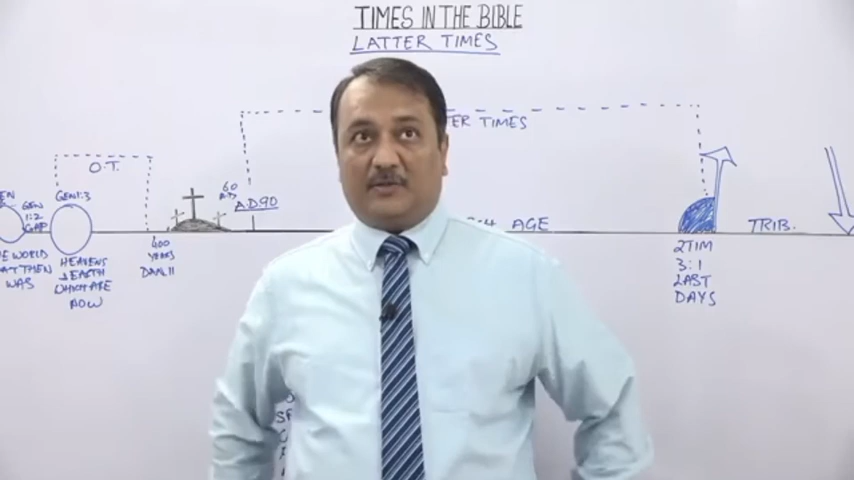 TIMES IN THE BIBLE
LATTER TIMES
TER TIMES
O.T.
GEN 1:3
GEN
1:2
GAP
60
A.D.
A.D.90
AGE
TRIB.
WORLD
THEN
WAS
HEAVENS
& EARTH
WHICH ARE
NOW
400
YEARS
DAN. 11
2TIM
3:1
LAST
DAYS